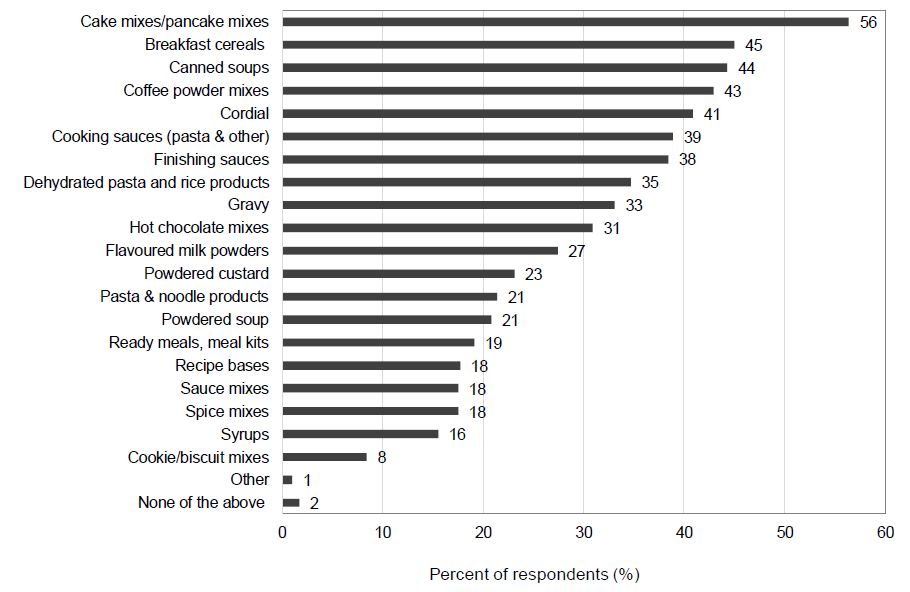 Cake mixes/pancake mixes 56
Breakfast cereals 45
Canned soups 44
Coffee powder mixes 43
Cordial 41
Cooking sauces (pasta & other) 39
Finishing sauces 38
Dehydrated pasta and rice products 35
Gravy 33
Hot chocolate mixes 31
Flavoured milk powders 27
Powdered custard 23
Pasta & noodle products 21
Powdered soup 21
Ready meals, meal kits 19
Recipe bases 18
Sauce mixes 18
Spice mixes 18
Syrups 16
Cookie/biscuit mixes 8
Other 1
None of the above 2
0 10 20 30 40 50 60
Percent of respondents (%)